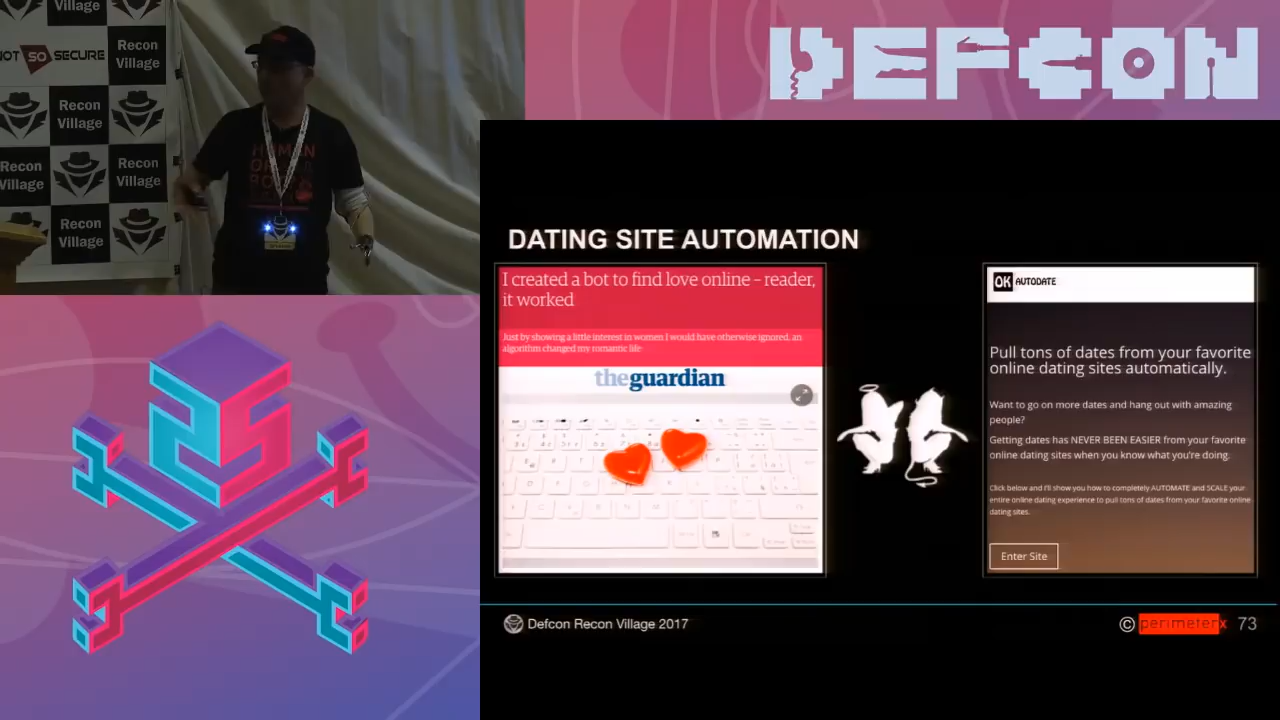 NOT SO SECURE
Recon
Village
Recon
Village
Recon
Village
Recon
Village
Recon
Village
HUMAN
OR
DEFCON
DATING SITE AUTOMATION
I created a bot to find love online – reader,
it worked
Just by showing a little interest in women I would have otherwise ignored, an
algorithm changed my romantic life
theguardian
OK AUTODATE
Pull tons of dates from your favorite
online dating sites automatically.
Want to go on more dates and hang out with amazing
people?
Getting dates has NEVER BEEN EASIER from your favorite
online dating sites when you know what you're doing.
Click below and I'll show you how to completely AUTOMATE and SCALE your
entire online dating experience to pull tons of dates from your favorite online
dating sites.
Enter Site
Defcon Recon Village 2017
© perimeterx 73